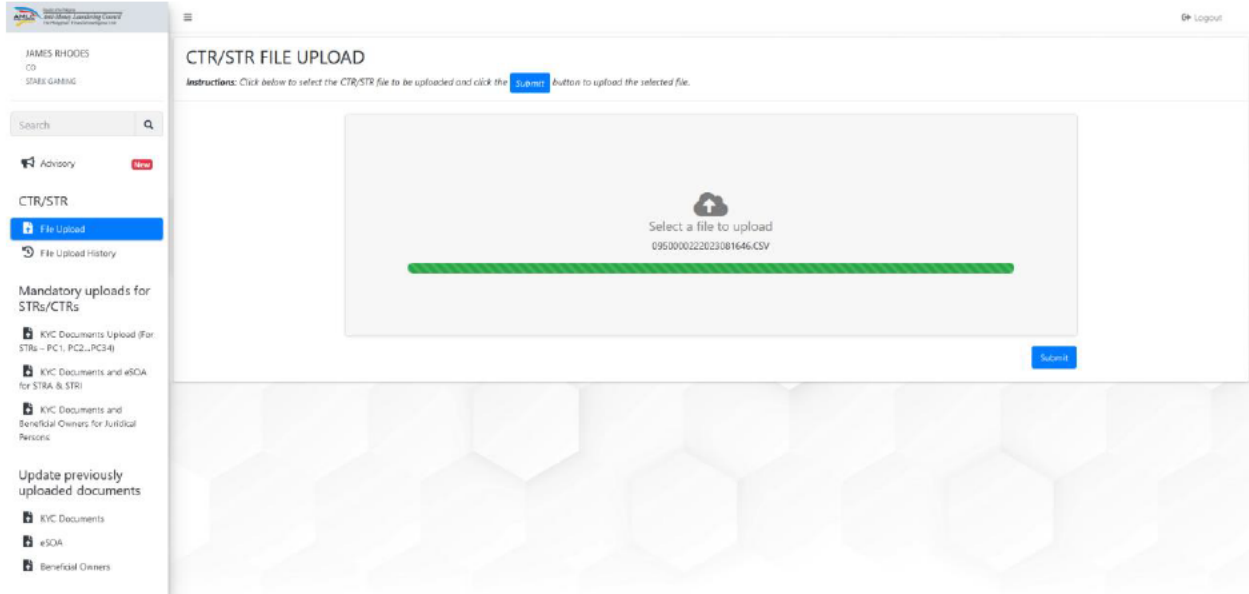 AMLC
Anti-Money Laundering Council
Logout
JAMES RHODES
CO
STARK GAMING
Search
Advisory
New
CTR/STR
File Upload
File Upload History
Mandatory uploads for
STRs/CTRs
KYC Documents Upload (For
STRs – PC1, PC2...PC34)
KYC Documents and eSOA
for STRA & STRI
KYC Documents and
Beneficial Owners for Juridical
Persons
Update previously
uploaded documents
KYC Documents
eSOA
Beneficial Owners
CTR/STR FILE UPLOAD
Instructions: Click below to select the CTR/STR file to be uploaded and click the Submit button to upload the selected file.
Select a file to upload
0950000222023081646.CSV
Submit